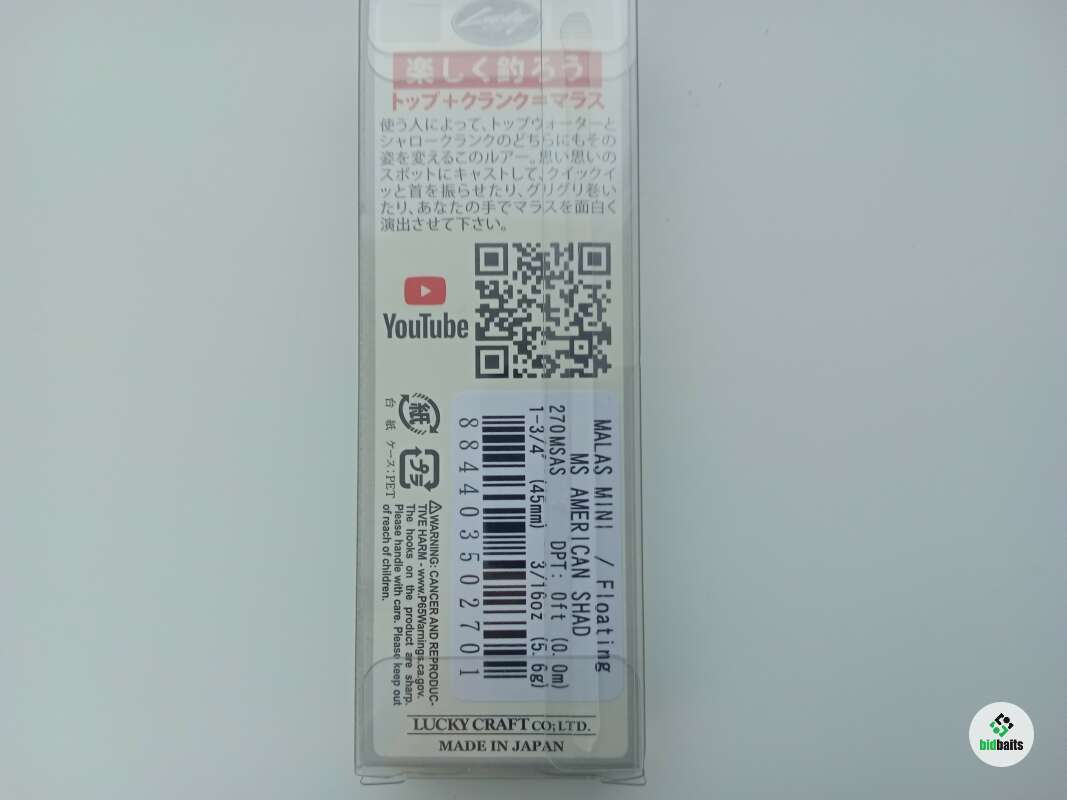 Lucky
楽しく釣ろう
トップ＋クランク＝マラス
使う人によって、トップウォーターと
シャロークランクのどちらにもその
姿を変えるこのルアー。思い思いの
スポットにキャストして、クイックイ
ッと首を振らせたり、グリグリ巻い
たり、あなたの手でマラスを面白く
演出させて下さい。
YouTube
紙
台紙
プラ
ケース:PET
MALAS MINI / Floating
MS AMERICAN SHAD
270MSAS DPT: 0ft (0.0m)
1-3/4" (45mm) 3/16oz (5.6g)
884403502701
⚠WARNING: CANCER AND REPRODUC-
TIVE HARM - www.P65Warnings.ca.gov.
The hooks on the product are sharp.
Please handle with care. Please keep out
of reach of children.
LUCKY CRAFT CO;LTD.
MADE IN JAPAN
bidbaits